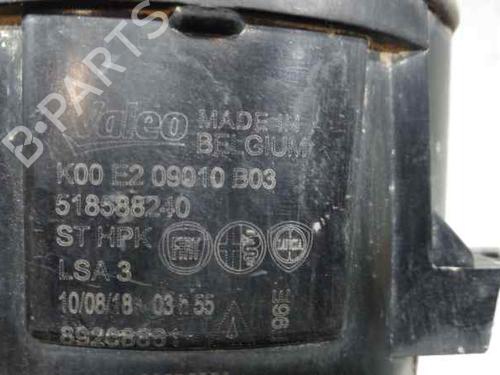 Valeo
MADE IN
BELGIUM
K00 E2 09910 B03
518588240
ST HPK FIAT
LSA 3
10/08/18 03 h 55
B-PARTS